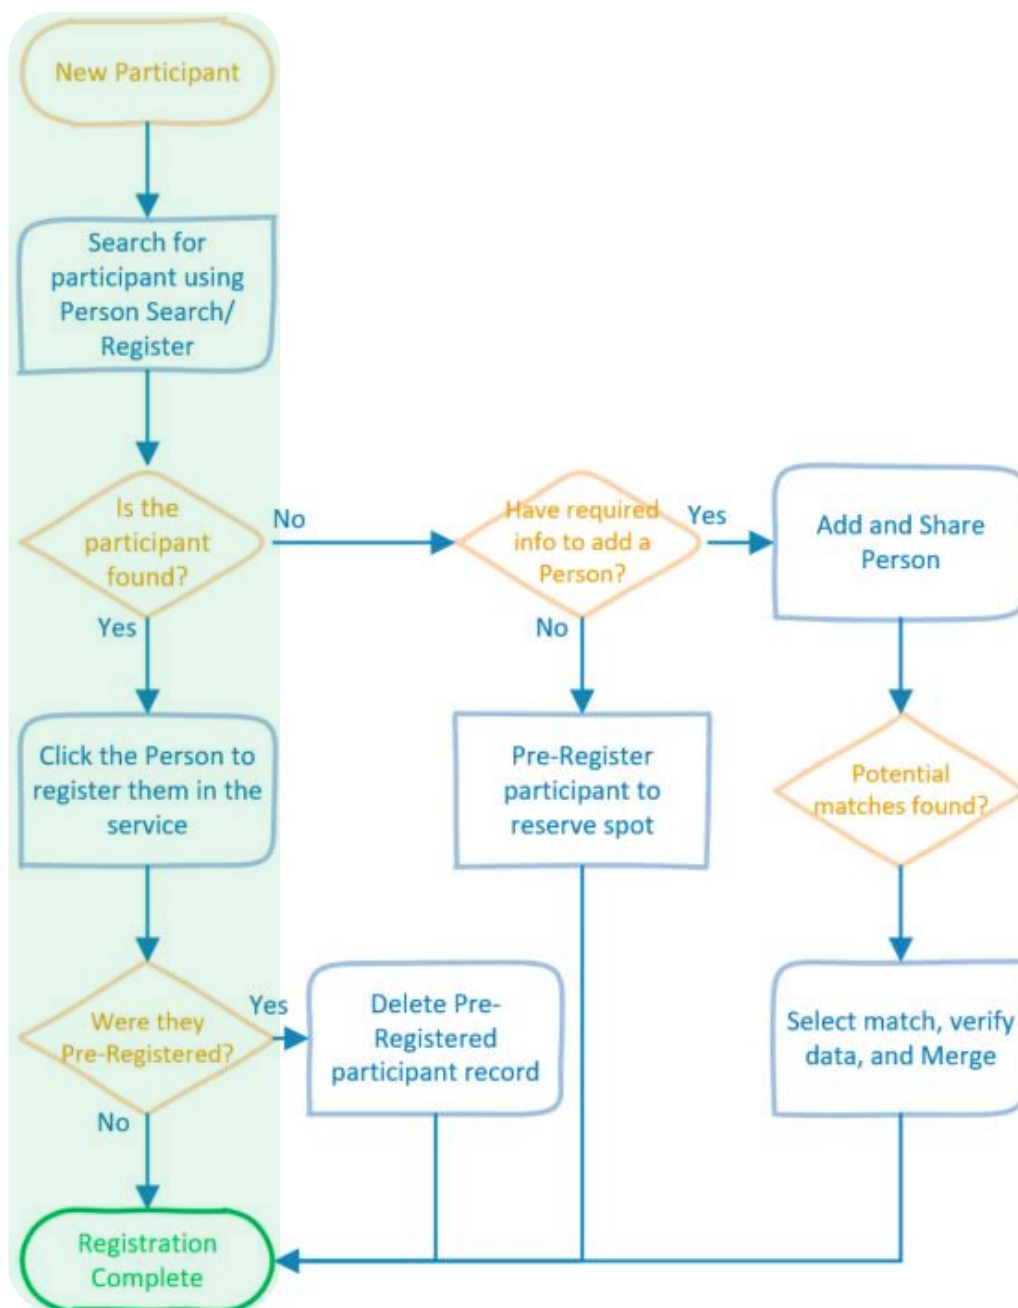 New Participant
Search for
participant using
Person Search/
Register
Is the
participant
found?
No
Have required
info to add a
Person?
Yes
Add and Share
Person
Yes
No
Click the Person to
register them in the
service
Pre-Register
participant to
reserve spot
Potential
matches found?
Were they
Pre-Registered?
Yes
Delete Pre-
Registered
participant record
Select match, verify
data, and Merge
No
Registration
Complete